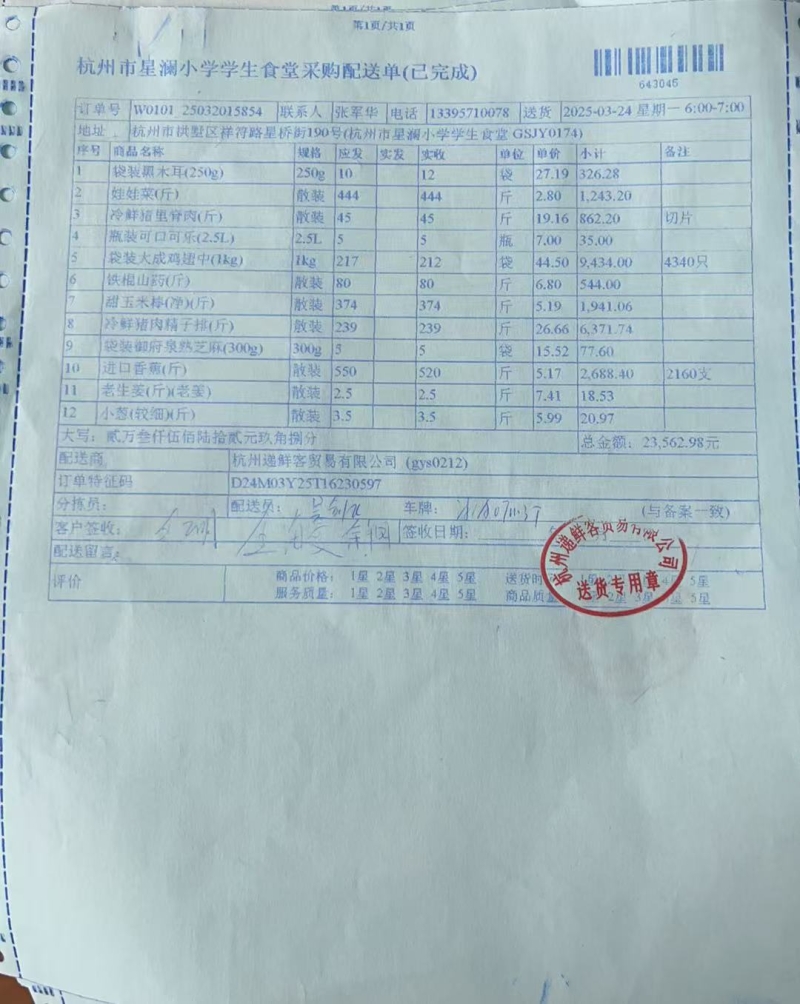 第1页/共1页
杭州市星澜小学学生食堂采购配送单(已完成)
643045
订单号 W0101_25032015854 联系人 张军华 电话 13395710078 送货 2025-03-24 星期一 6:00-7:00
地址 杭州市拱墅区祥符路星桥街190号(杭州市星澜小学学生食堂 GSJY0174)
序号 商品名称 规格 应发 实发 实收 单位 单价 小计 备注
1 袋装黑木耳(250g) 250g 10 12 袋 27.19 326.28
2 娃娃菜(斤) 散装 444 444 斤 2.80 1,243.20
3 冷鲜猪里脊肉(斤) 散装 45 45 斤 19.16 862.20 切片
4 瓶装可口可乐(2.5L) 2.5L 5 5 瓶 7.00 35.00
5 袋装大成鸡翅中(1kg) 1kg 217 212 袋 44.50 9,434.00 4340只
6 铁棍山药(斤) 散装 80 80 斤 6.80 544.00
7 甜玉米棒(净)(斤) 散装 374 374 斤 5.19 1,941.06
8 冷鲜猪肉精子排(斤) 散装 239 239 斤 26.66 6,371.74
9 袋装御府泉熟芝麻(300g) 300g 5 5 袋 15.52 77.60
10 进口香蕉(斤) 散装 550 520 斤 5.17 2,688.40 2160支
11 老生姜(斤)(老姜) 散装 2.5 2.5 斤 7.41 18.53
12 小葱(较细)(斤) 散装 3.5 3.5 斤 5.99 20.97
大写: 贰万叁仟伍佰陆拾贰元玖角捌分 总金额: 23,562.98元
配送商 杭州递鲜客贸易有限公司 (gys0212)
订单特征码 D24M03Y25T16230597
分拣员: 配送员: 车牌: (与备案一致)
客户签收: 签收日期:
配送留言:
评价 商品价格: 1星 2星 3星 4星 5星 送货时 4星 5星
服务质量: 1星 2星 3星 4星 5星 商品质量 2星 3星 4星 5星
杭州递鲜客贸易有限公司
送货专用章